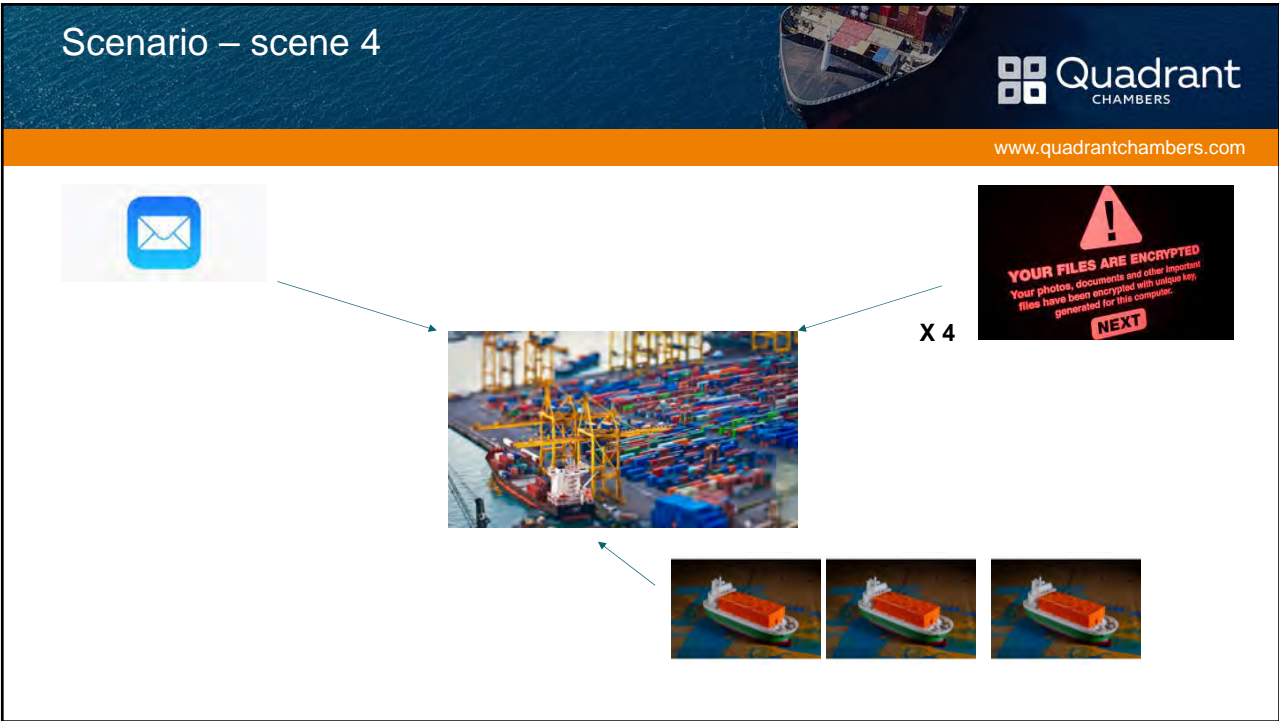 Scenario – scene 4
Quadrant
CHAMBERS
www.quadrantchambers.com
YOUR FILES ARE ENCRYPTED
Your photos, documents and other important
files have been encrypted with unique key,
generated for this computer.
NEXT
X 4